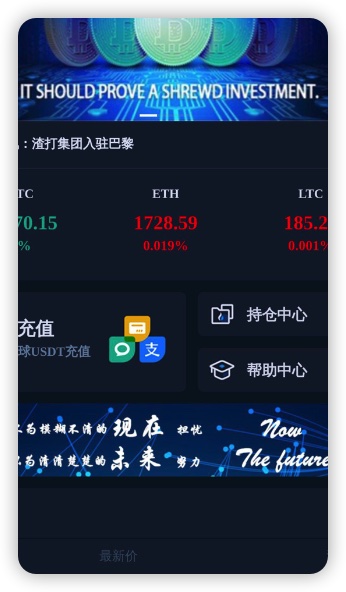 IT SHOULD PROVE A SHREWD INVESTMENT.
：渣打集团入驻巴黎
TC ETH LTC
70.15 1728.59 185.2
% 0.019% 0.001%
充值
球USDT充值
持仓中心
帮助中心
为模糊不清的现在 担忧 Now
为清清楚楚的未来 努力 The future
最新价